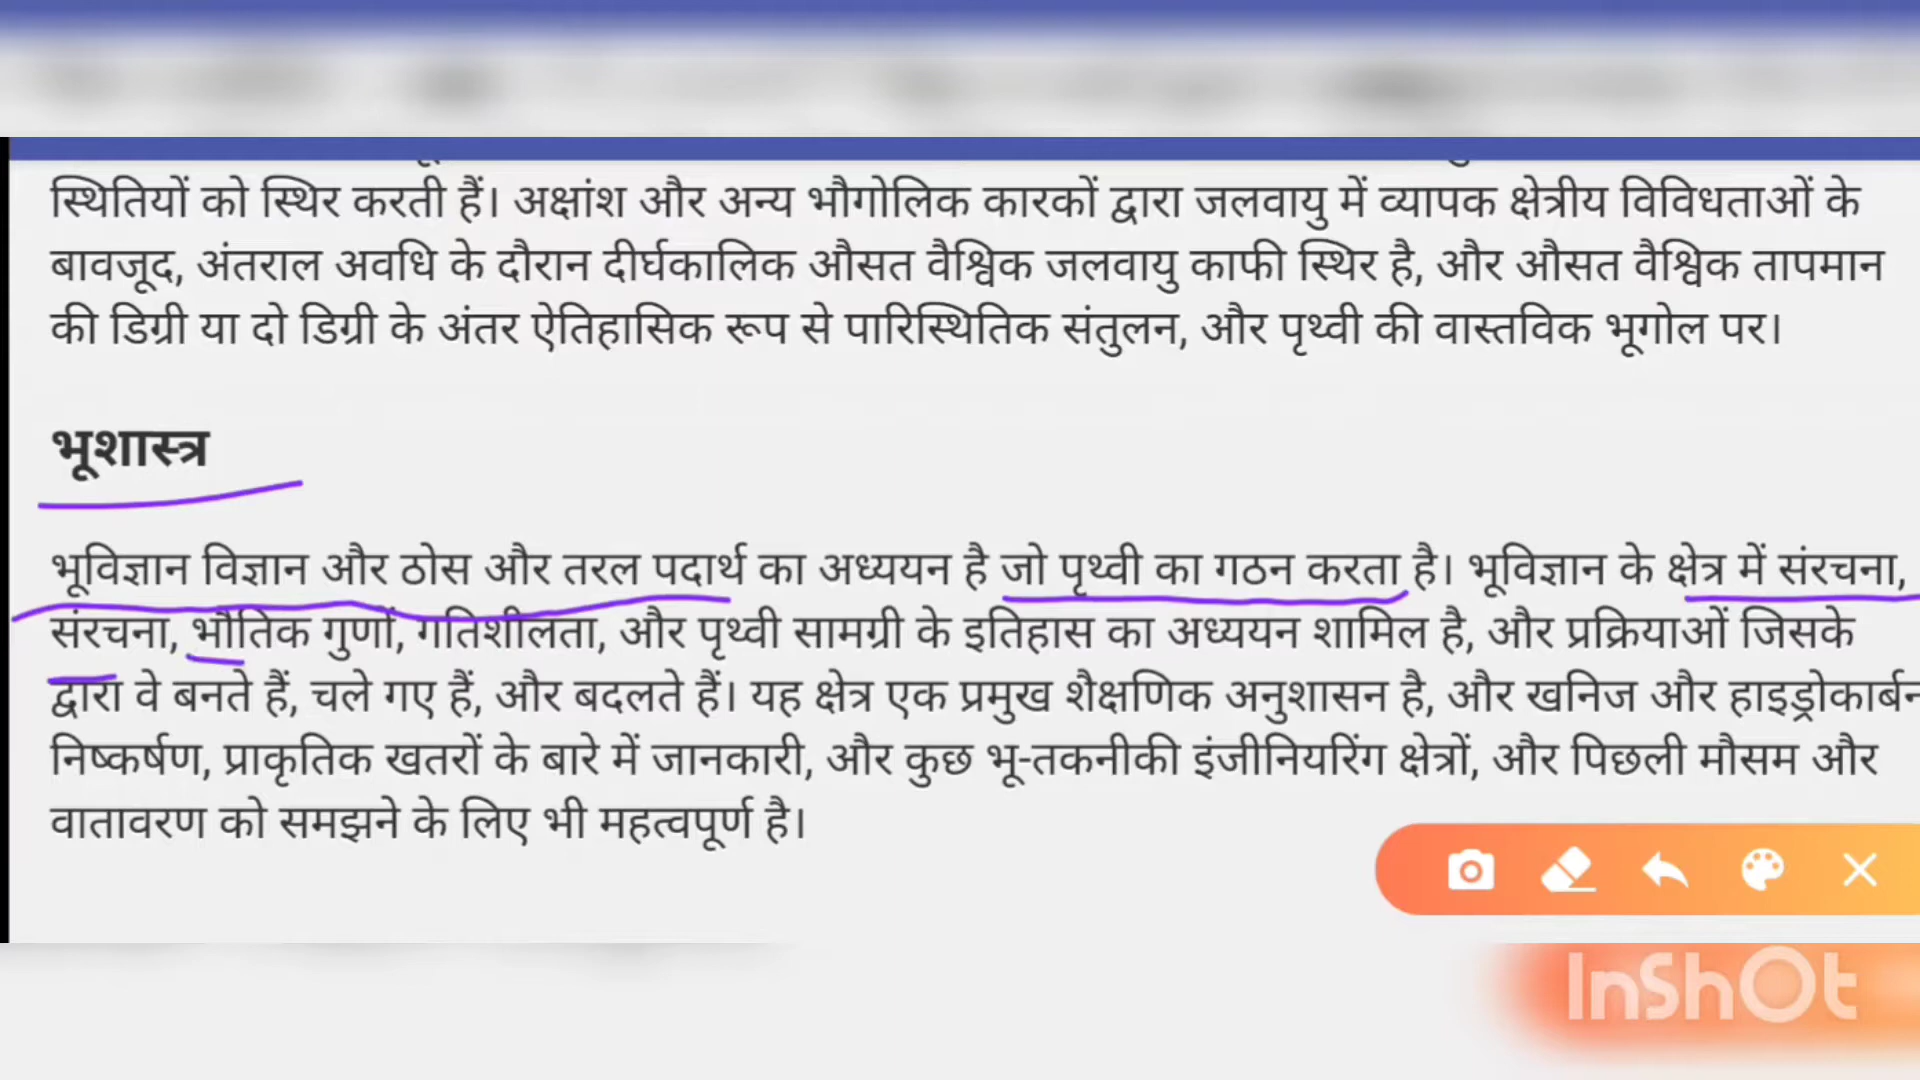 स्थितियों को स्थिर करती हैं। अक्षांश और अन्य भौगोलिक कारकों द्वारा जलवायु में व्यापक क्षेत्रीय विविधताओं के
बावजूद, अंतराल अवधि के दौरान दीर्घकालिक औसत वैश्विक जलवायु काफी स्थिर है, और औसत वैश्विक तापमान
की डिग्री या दो डिग्री के अंतर ऐतिहासिक रूप से पारिस्थितिक संतुलन, और पृथ्वी की वास्तविक भूगोल पर।
भूशास्त्र
भूविज्ञान विज्ञान और ठोस और तरल पदार्थ का अध्ययन है जो पृथ्वी का गठन करता है। भूविज्ञान के क्षेत्र में संरचना,
संरचना, भौतिक गुणों, गतिशीलता, और पृथ्वी सामग्री के इतिहास का अध्ययन शामिल है, और प्रक्रियाओं जिसके
द्वारा वे बनते हैं, चले गए हैं, और बदलते हैं। यह क्षेत्र एक प्रमुख शैक्षणिक अनुशासन है, और खनिज और हाइड्रोकार्बन
निष्कर्षण, प्राकृतिक खतरों के बारे में जानकारी, और कुछ भू-तकनीकी इंजीनियरिंग क्षेत्रों, और पिछली मौसम और
वातावरण को समझने के लिए भी महत्वपूर्ण है।
InShOt